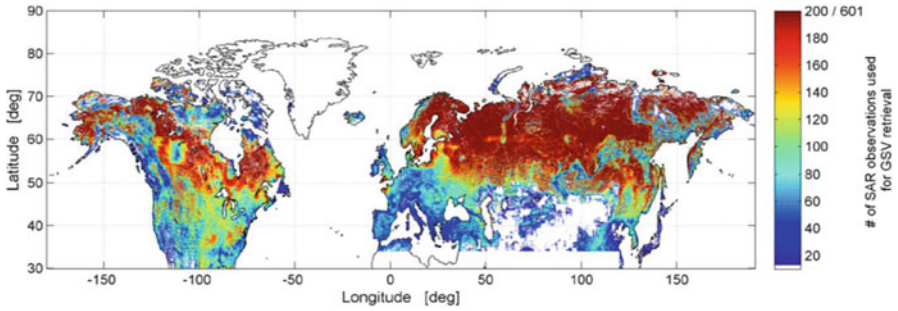 90
80
70
60
50
40
30
Latitude [deg]
-150 -100 -50 0 50 100 150
Longitude [deg]
200 / 601
180
160
140
120
100
80
60
40
20
# of SAR observations used
for GSV retrieval